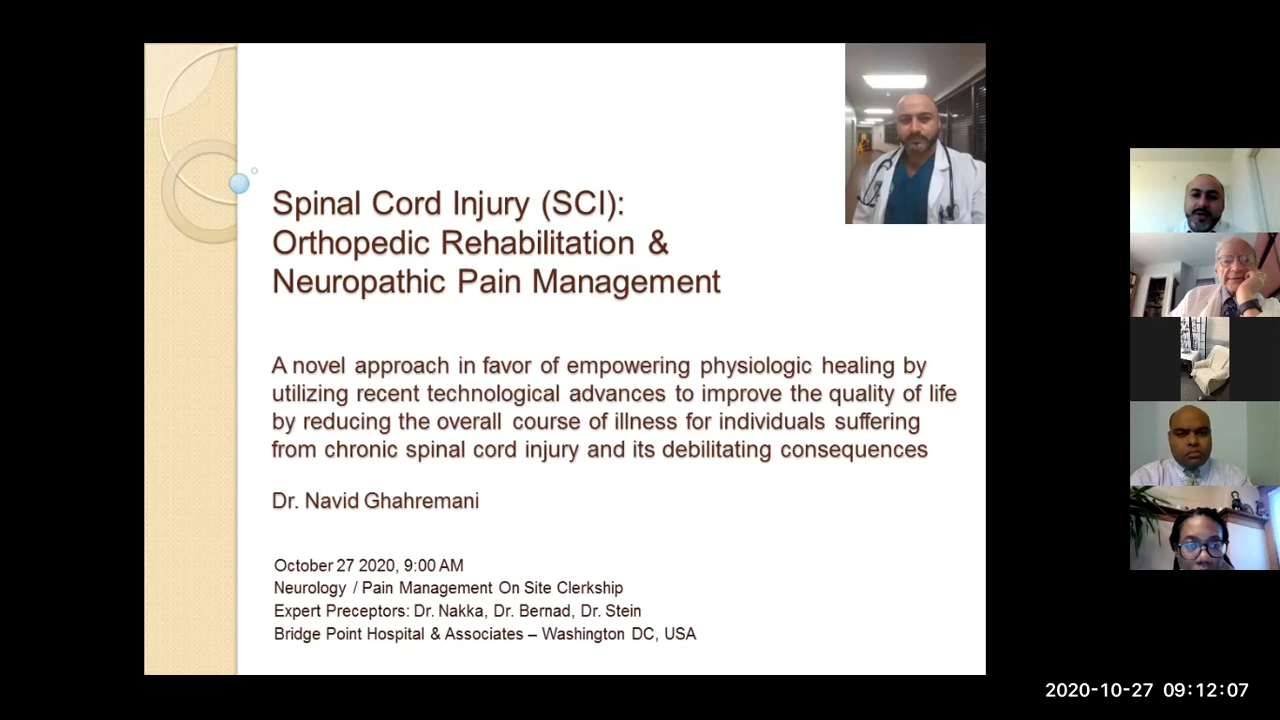 Spinal Cord Injury (SCI):
Orthopedic Rehabilitation &
Neuropathic Pain Management
A novel approach in favor of empowering physiologic healing by
utilizing recent technological advances to improve the quality of life
by reducing the overall course of illness for individuals suffering
from chronic spinal cord injury and its debilitating consequences
Dr. Navid Ghahremani
October 27 2020, 9:00 AM
Neurology / Pain Management On Site Clerkship
Expert Preceptors: Dr. Nakka, Dr. Bernad, Dr. Stein
Bridge Point Hospital & Associates – Washington DC, USA
2020-10-27 09:12:07